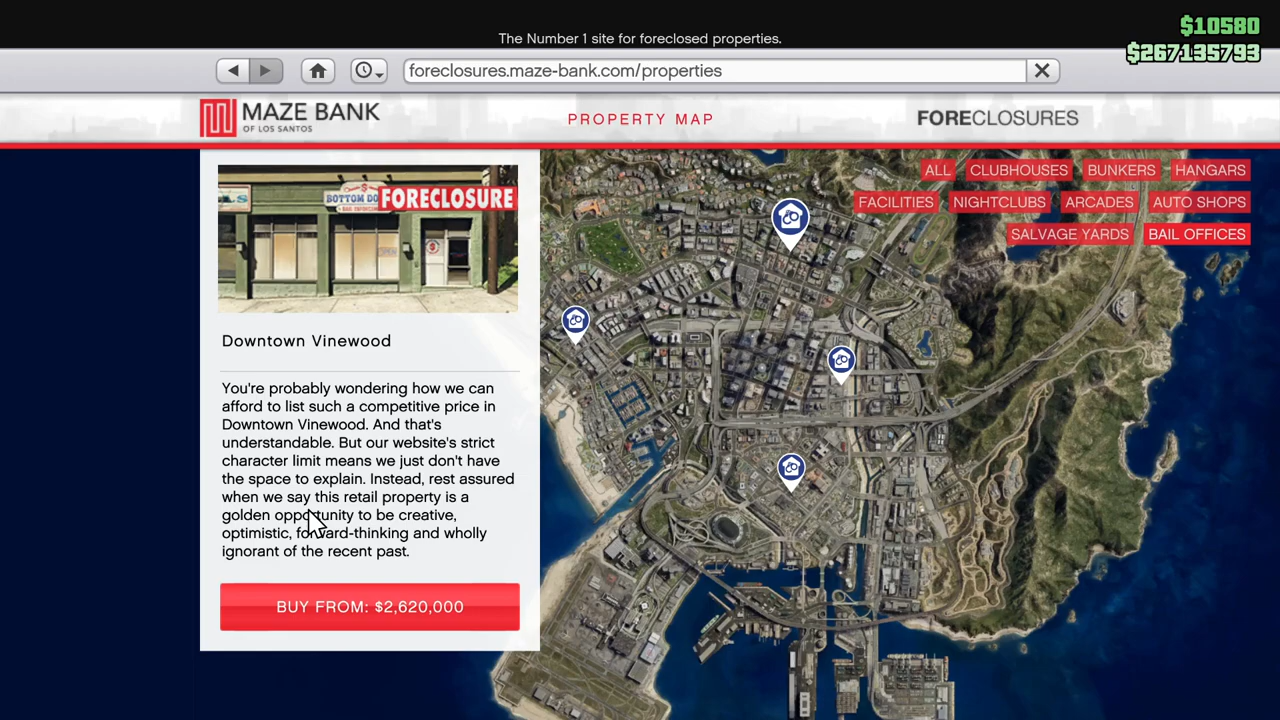 $10580
The Number 1 site for foreclosed properties.
$267135793
foreclosures.maze-bank.com/properties
MAZE BANK
OF LOS SANTOS
PROPERTY MAP
FORECLOSURES
BOTTOM DO
FORECLOSURE
OPEN
Downtown Vinewood
You're probably wondering how we can
afford to list such a competitive price in
Downtown Vinewood. And that's
understandable. But our website's strict
character limit means we just don't have
the space to explain. Instead, rest assured
when we say this retail property is a
golden opportunity to be creative,
optimistic, forward-thinking and wholly
ignorant of the recent past.
BUY FROM: $2,620,000
ALL CLUBHOUSES BUNKERS HANGARS
FACILITIES NIGHTCLUBS ARCADES AUTO SHOPS
SALVAGE YARDS BAIL OFFICES